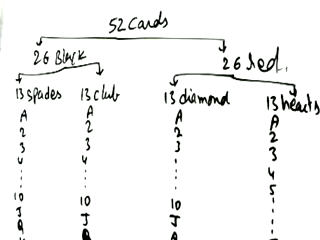 52 Cards
26 Black 26 red.
13 spades 13 club 13 diamond 13 hearts
A A A A
2 2 2 2
3 3 3 3
4 4 4
5
10 10 10
J J J
Q Q